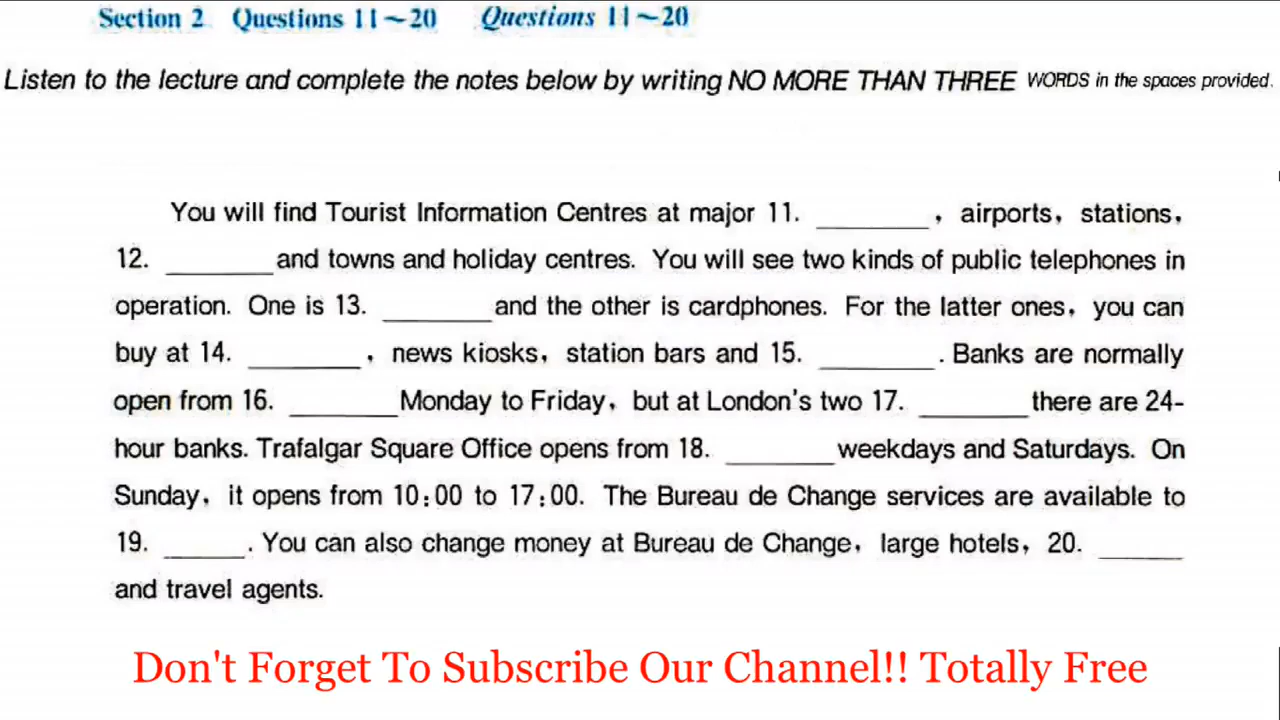 Section 2 Questions 11~20 Questions 11~20
Listen to the lecture and complete the notes below by writing NO MORE THAN THREE WORDS in the spaces provided.
You will find Tourist Information Centres at major 11. ________, airports, stations,
12. ________ and towns and holiday centres. You will see two kinds of public telephones in
operation. One is 13. ________ and the other is cardphones. For the latter ones, you can
buy at 14. ________, news kiosks, station bars and 15. ________. Banks are normally
open from 16. ________ Monday to Friday, but at London's two 17. ________ there are 24-
hour banks. Trafalgar Square Office opens from 18. ________ weekdays and Saturdays. On
Sunday, it opens from 10:00 to 17:00. The Bureau de Change services are available to
19. ______. You can also change money at Bureau de Change, large hotels, 20. ______
and travel agents.
Don't Forget To Subscribe Our Channel!! Totally Free